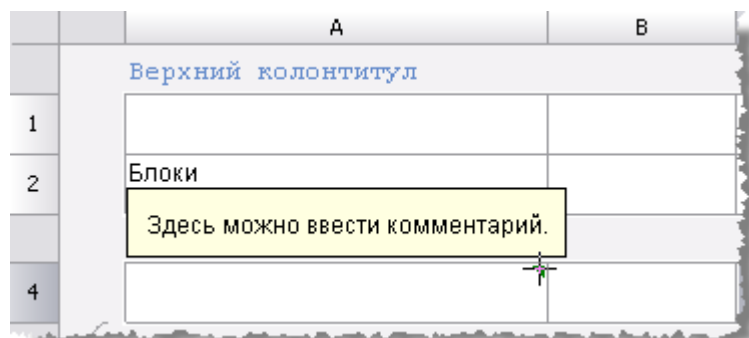 A B
Верхний колонтитул
1
2 Блоки
Здесь можно ввести комментарий.
4